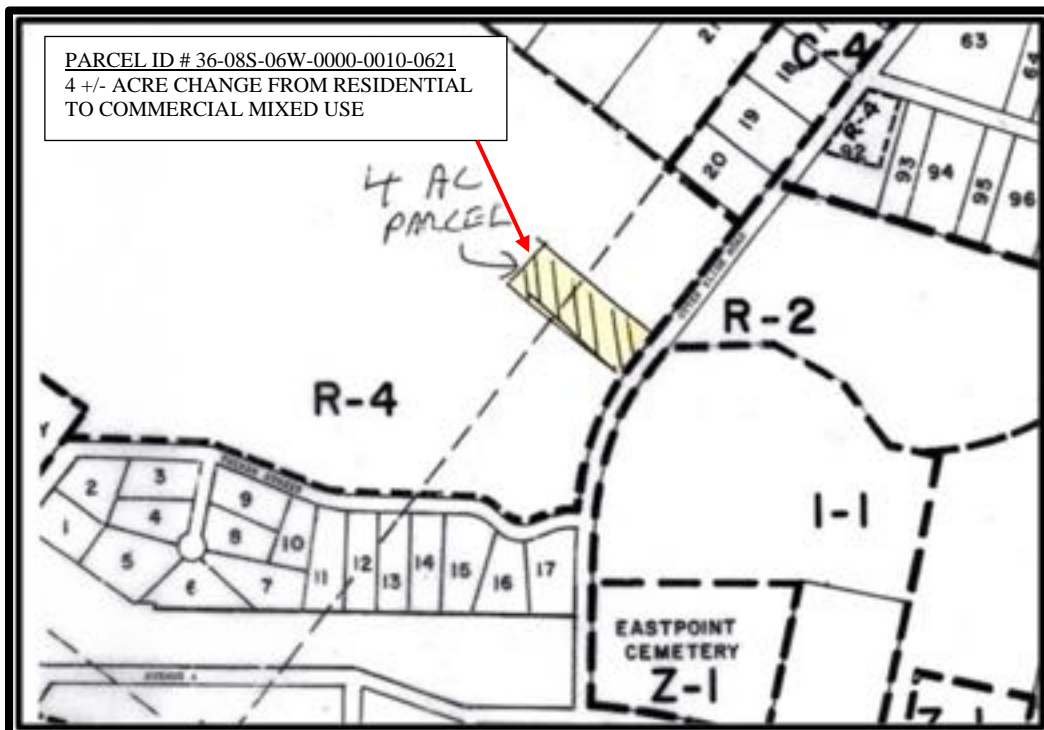 PARCEL ID # 36-08S-06W-0000-0010-0621
4 +/- ACRE CHANGE FROM RESIDENTIAL
TO COMMERCIAL MIXED USE
4 AC
PARCEL
C-4
18
19
20
63
64
R-4
92
93
94
95
96
R-2
R-4
I-1
1
2
3
4
5
6
7
8
9
10
11
12
13
14
15
16
17
EASTPOINT
CEMETERY
Z-1
AVENUE A